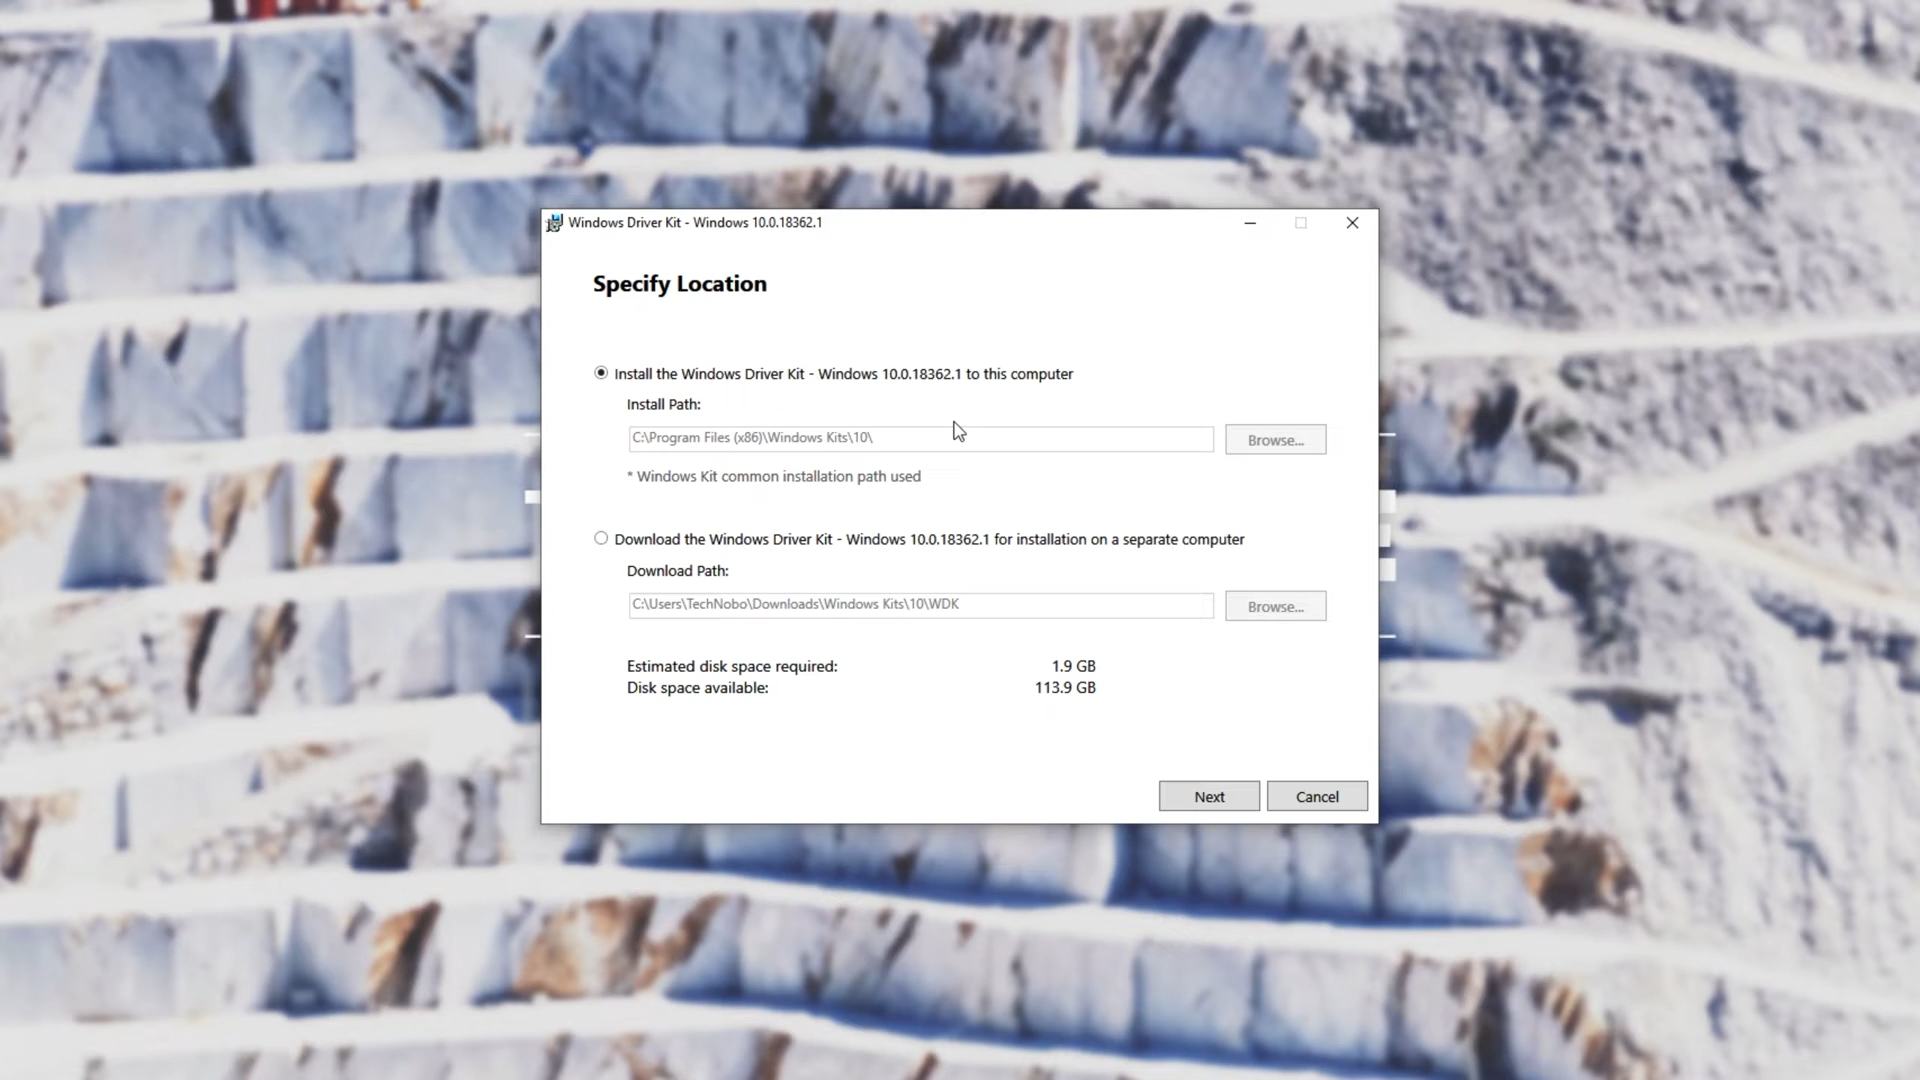 Windows Driver Kit - Windows 10.0.18362.1
Specify Location
Install the Windows Driver Kit - Windows 10.0.18362.1 to this computer
Install Path:
C:\Program Files (x86)\Windows Kits\10\
Browse...
* Windows Kit common installation path used
Download the Windows Driver Kit - Windows 10.0.18362.1 for installation on a separate computer
Download Path:
C:\Users\TechNobo\Downloads\Windows Kits\10\WDK
Browse...
Estimated disk space required: 1.9 GB
Disk space available: 113.9 GB
Next Cancel